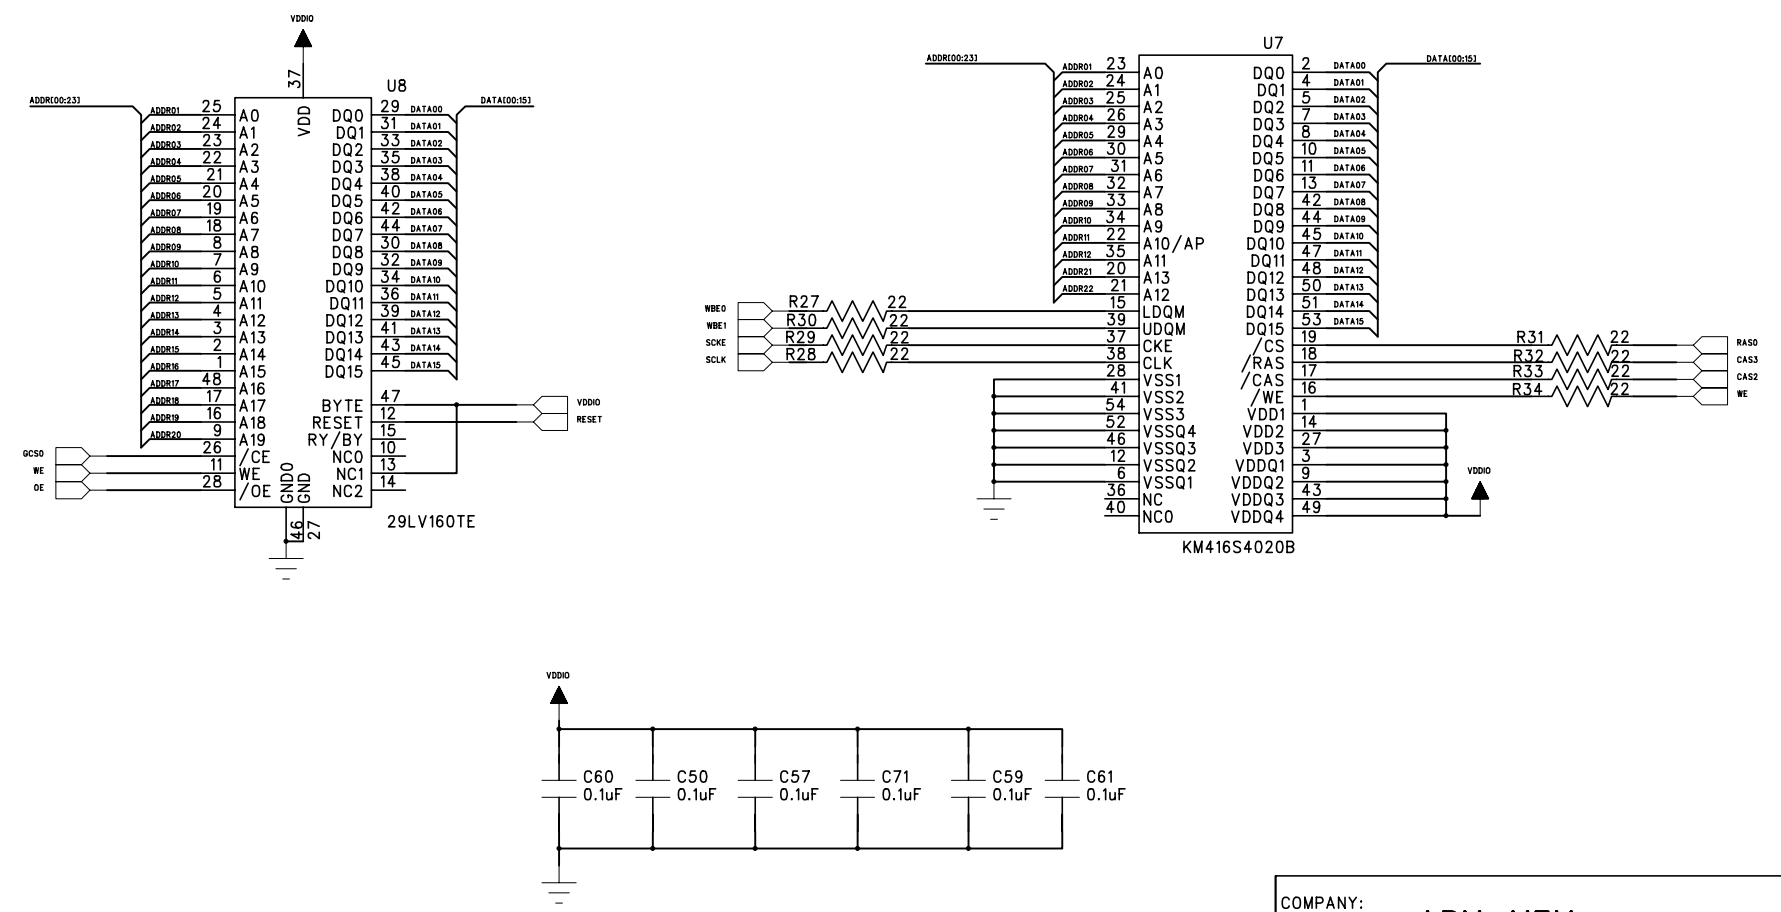 VDDIO
37
VDD
U8
ADDR[00:23]
DATA[00:15]
ADDR01 25 A0 DQ0 29 DATA00
ADDR02 24 A1 DQ1 31 DATA01
ADDR03 23 A2 DQ2 33 DATA02
ADDR04 22 A3 DQ3 35 DATA03
ADDR05 21 A4 DQ4 38 DATA04
ADDR06 20 A5 DQ5 40 DATA05
ADDR07 19 A6 DQ6 42 DATA06
ADDR08 18 A7 DQ7 44 DATA07
ADDR09 8 A8 DQ8 30 DATA08
ADDR10 7 A9 DQ9 32 DATA09
ADDR11 6 A10 DQ10 34 DATA10
ADDR12 5 A11 DQ11 36 DATA11
ADDR13 4 A12 DQ12 39 DATA12
ADDR14 3 A13 DQ13 41 DATA13
ADDR15 2 A14 DQ14 43 DATA14
ADDR16 1 A15 DQ15 45 DATA15
ADDR17 48 A16
ADDR18 17 A17 BYTE 47 VDDIO
ADDR19 16 A18 RESET 12 RESET
ADDR20 9 A19 RY/BY 15
GCS0 26 /CE NC0 10
WE 11 WE NC1 13
OE 28 /OE NC2 14
GND0 GND
46 27
29LV160TE
U7
ADDR[00:23]
DATA[00:15]
ADDR01 23 A0 DQ0 2 DATA00
ADDR02 24 A1 DQ1 4 DATA01
ADDR03 25 A2 DQ2 5 DATA02
ADDR04 26 A3 DQ3 7 DATA03
ADDR05 29 A4 DQ4 8 DATA04
ADDR06 30 A5 DQ5 10 DATA05
ADDR07 31 A6 DQ6 11 DATA06
ADDR08 32 A7 DQ7 13 DATA07
ADDR09 33 A8 DQ8 42 DATA08
ADDR10 34 A9 DQ9 44 DATA09
ADDR11 22 A10/AP DQ10 45 DATA10
ADDR12 35 A11 DQ11 47 DATA11
ADDR21 20 A13 DQ12 48 DATA12
ADDR22 21 A12 DQ13 50 DATA13
WBE0 R27 22 15 LDQM DQ14 51 DATA14
WBE1 R30 22 39 UDQM DQ15 53 DATA15
SCKE R29 22 37 CKE /CS 19 R31 22 RAS0
SCLK R28 22 38 CLK /RAS 18 R32 22 CAS3
28 VSS1 /CAS 17 R33 22 CAS2
41 VSS2 /WE 16 R34 22 WE
54 VSS3 VDD1 1
52 VSSQ4 VDD2 14
46 VSSQ3 VDD3 27
12 VSSQ2 VDDQ1 3
6 VSSQ1 VDDQ2 9
36 NC VDDQ3 43
40 NC0 VDDQ4 49
VDDIO
KM416S4020B
VDDIO
C60 C50 C57 C71 C59 C61
0.1uF 0.1uF 0.1uF 0.1uF 0.1uF 0.1uF
COMPANY: